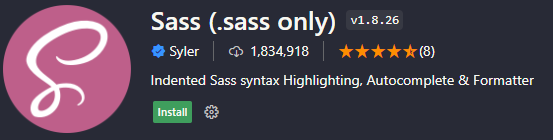 Sass (.sass only) v1.8.26
Syler 1,834,918 (8)
Indented Sass syntax Highlighting, Autocomplete & Formatter
Install